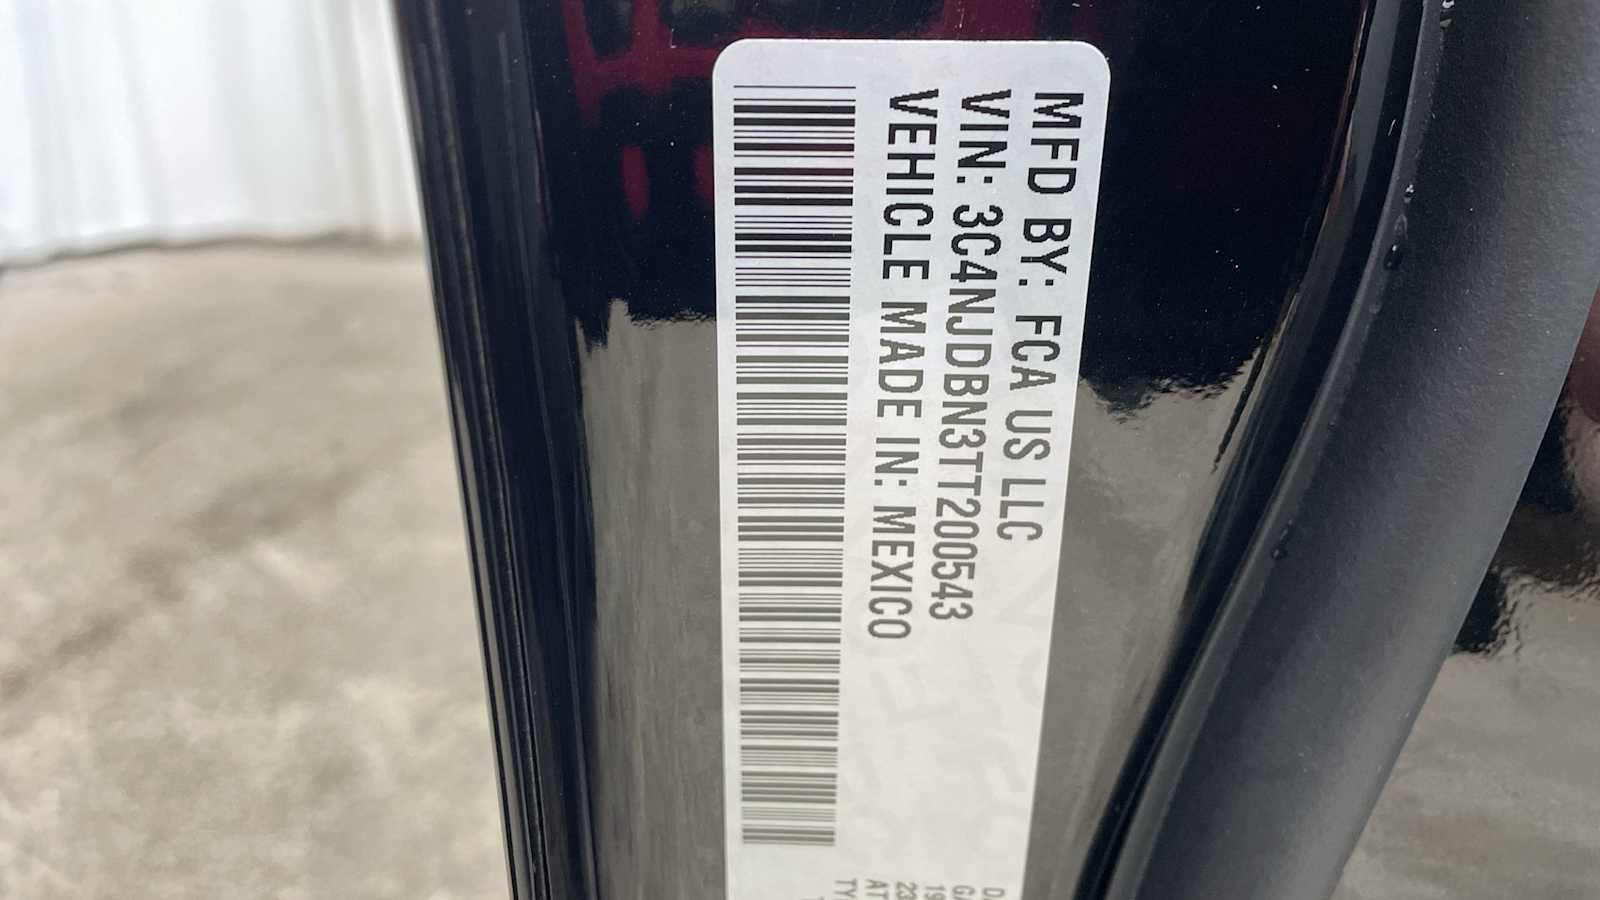 MFD BY: FCA US LLC
VIN: 3C4NJDBN3TT200543
VEHICLE MADE IN: MEXICO